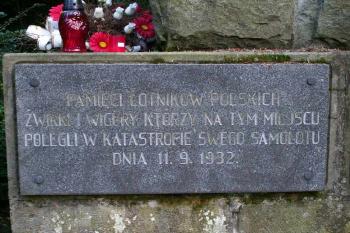 PAMIĘCI LOTNIKÓW POLSKICH
ŻWIRKI I WIGURY KTÓRZY NA TYM MIEJSCU
POLEGLI W KATASTROFIE SWEGO SAMOLOTU
DNIA 11. 9. 1932.